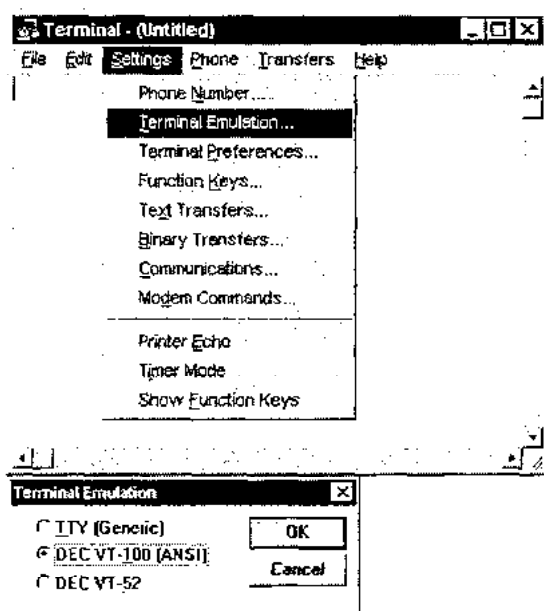 Terminal - (Untitled)
File Edit Settings Phone Transfers Help
Phone Number...
Terminal Emulation...
Terminal Preferences...
Function Keys...
Text Transfers...
Binary Transfers...
Communications...
Modem Commands...
Printer Echo
Timer Mode
Show Function Keys
Terminal Emulation
TTY (Generic)
OK
DEC VT-100 (ANSI)
Cancel
DEC VT-52